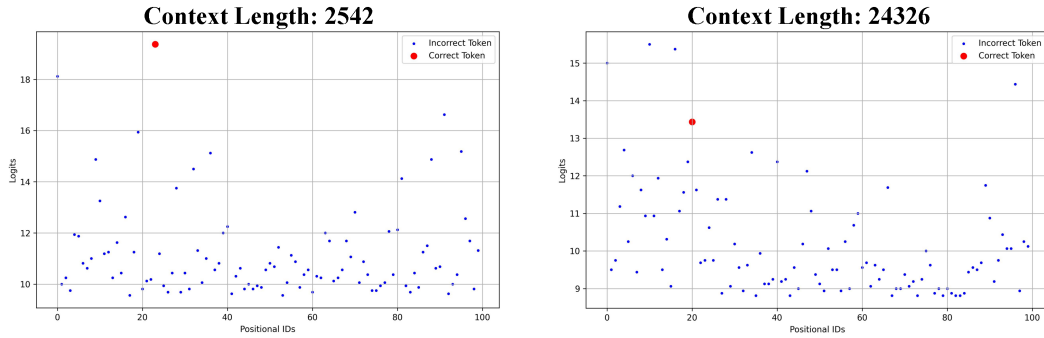 Context Length: 2542
Incorrect Token
Correct Token
18
16
14
12
10
Logits
0
20
40
60
80
100
Positional IDs
Context Length: 24326
Incorrect Token
Correct Token
15
14
13
12
11
10
9
Logits
0
20
40
60
80
100
Positional IDs